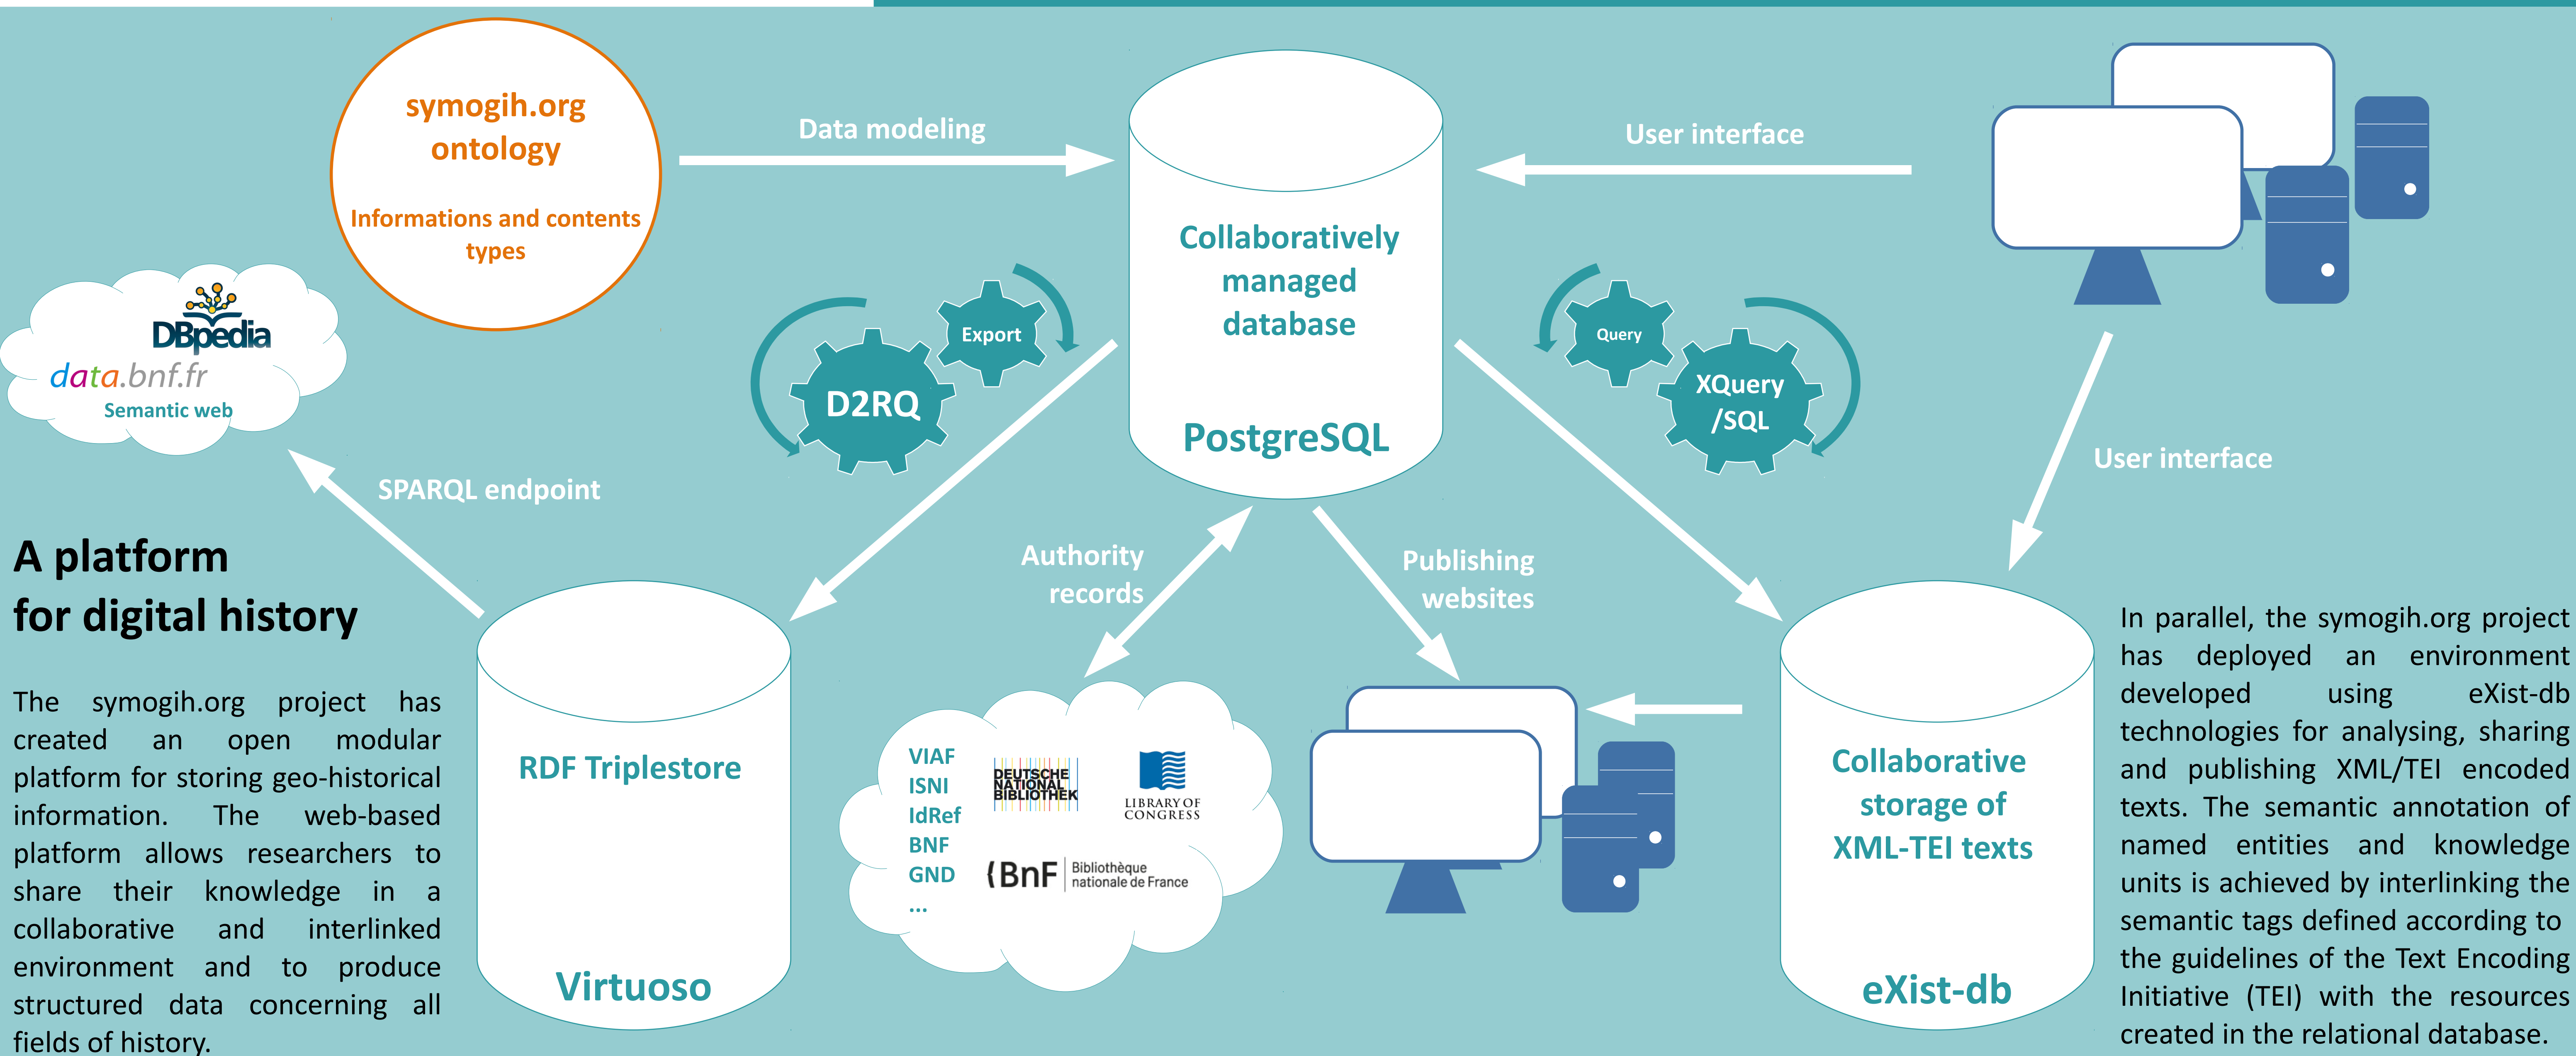 symogih.org
ontology
Informations and contents
types
Data modeling
Collaboratively
managed
database
PostgreSQL
User interface
DBpedia
data.bnf.fr
Semantic web
Export
D2RQ
Query
XQuery
/SQL
User interface
SPARQL endpoint
A platform
for digital history
The symogih.org project has
created an open modular
platform for storing geo-historical
information. The web-based
platform allows researchers to
share their knowledge in a
collaborative and interlinked
environment and to produce
structured data concerning all
fields of history.
RDF Triplestore
Virtuoso
Authority
records
Publishing
websites
VIAF
ISNI
IdRef
BNF
GND
...
DEUTSCHE
NATIONAL
BIBLIOTHEK
LIBRARY OF
CONGRESS
BnF Bibliothèque
nationale de France
Collaborative
storage of
XML-TEI texts
eXist-db
In parallel, the symogih.org project
has deployed an environment
developed using eXist-db
technologies for analysing, sharing
and publishing XML/TEI encoded
texts. The semantic annotation of
named entities and knowledge
units is achieved by interlinking the
semantic tags defined according to
the guidelines of the Text Encoding
Initiative (TEI) with the resources
created in the relational database.